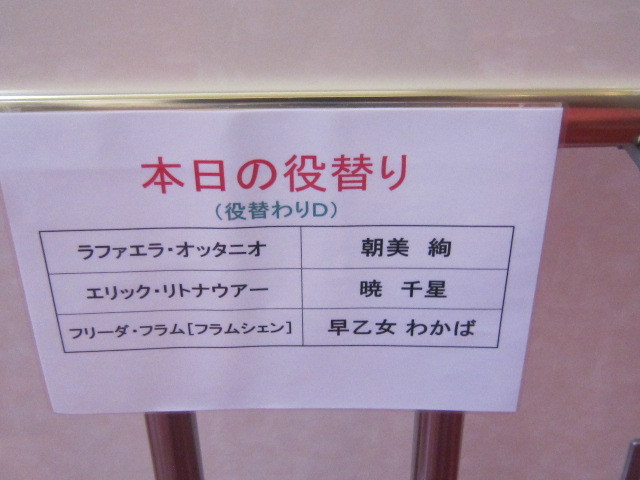 本日の役替り
（役替わりD）
ラファエラ・オッタニオ 朝美 絢
エリック・リトナウアー 暁 千星
フリーダ・フラム[フラムシェン] 早乙女 わかば